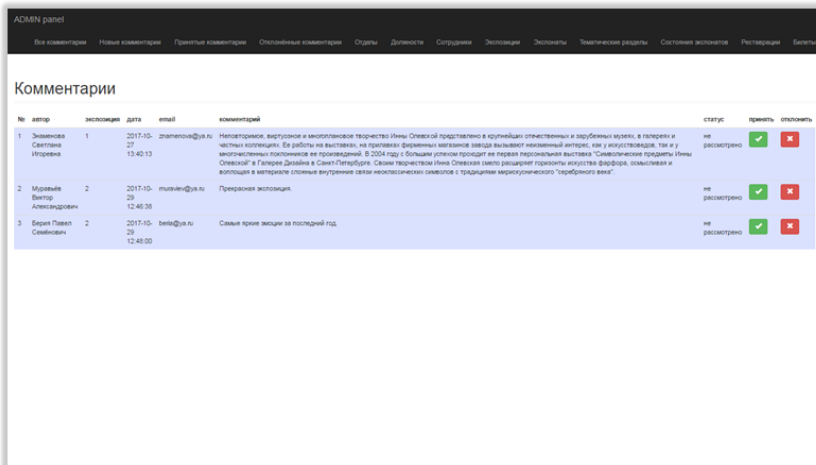 ADMIN panel
Все комментарии Новые комментарии Принятые комментарии Отклонённые комментарии Отделы Должности Сотрудники Экспозиции Экспонаты Тематические разделы Состояния экспонатов Реставрации Билеты
Комментарии
№ автор экспозиция дата email комментарий статус принять отклонить
1 Знаменова 1 2017-10- znamenova@ya.ru Неповторимое, виртуозное и многоплановое творчество Инны Олевской представлено в крупнейших отечественных и зарубежных музеях, в галереях и не
Светлана 27 частных коллекциях. Ее работы на выставках, на прилавках фирменных магазинов завода вызывают неизменный интерес, как у искусствоведов, так и у рассмотрено
Игоревна 13:42:13 многочисленных поклонников ее произведений. В 2004 году с большим успехом проходит ее первая персональная выставка "Символические предметы Инны
Олевской" в Галерее Дизайна в Санкт-Петербурге. Своим творчеством Инна Олевская смело расширяет горизонты искусства фарфора, осмысливая и
воплощая в материале сложные внутренние связи неоклассических символов с традициями мирискуснического "серебряного века".
2 Муравьёв 2 2017-10- muraviev@ya.ru Прекрасная экспозиция. не
Виктор 29 рассмотрено
Александрович 12:46:38
3 Берия Павел 2 2017-10- beria@ya.ru Самые яркие эмоции за последний год. не
Семёнович 29 рассмотрено
12:48:00